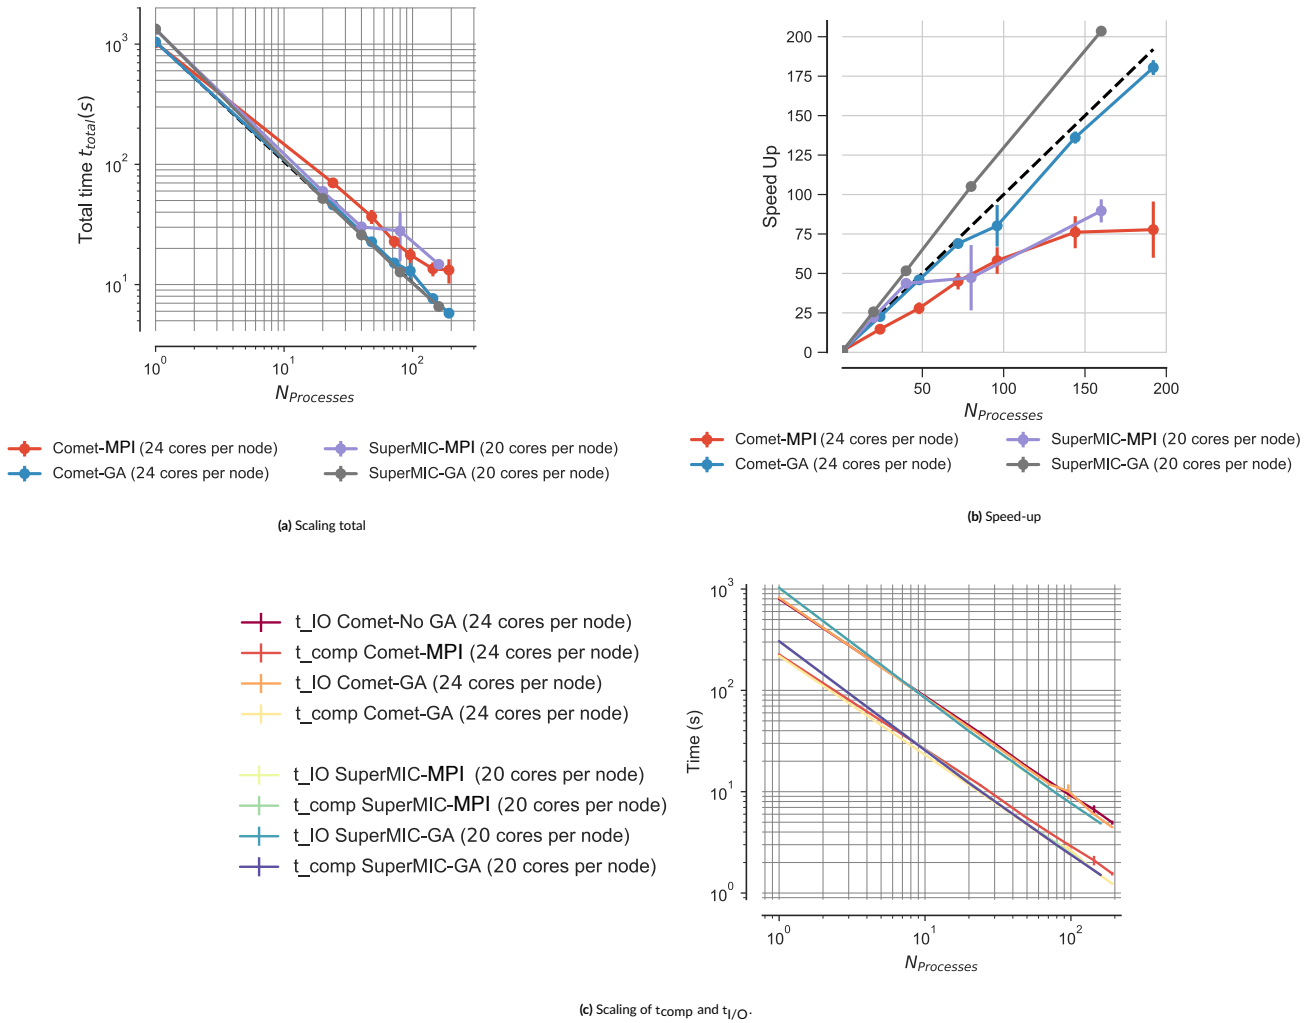 10^3
10^2
10^1
Total time t_total(s)
10^0 10^1 10^2
N_Processes
Comet-MPI (24 cores per node)
SuperMIC-MPI (20 cores per node)
Comet-GA (24 cores per node)
SuperMIC-GA (20 cores per node)
(a) Scaling total
200
175
150
125
100
75
50
25
0
Speed Up
50 100 150 200
N_Processes
Comet-MPI (24 cores per node)
SuperMIC-MPI (20 cores per node)
Comet-GA (24 cores per node)
SuperMIC-GA (20 cores per node)
(b) Speed-up
t_IO Comet-No GA (24 cores per node)
t_comp Comet-MPI (24 cores per node)
t_IO Comet-GA (24 cores per node)
t_comp Comet-GA (24 cores per node)
t_IO SuperMIC-MPI (20 cores per node)
t_comp SuperMIC-MPI (20 cores per node)
t_IO SuperMIC-GA (20 cores per node)
t_comp SuperMIC-GA (20 cores per node)
10^3
10^2
10^1
10^0
Time (s)
10^0 10^1 10^2
N_Processes
(c) Scaling of t_comp and t_I/O.